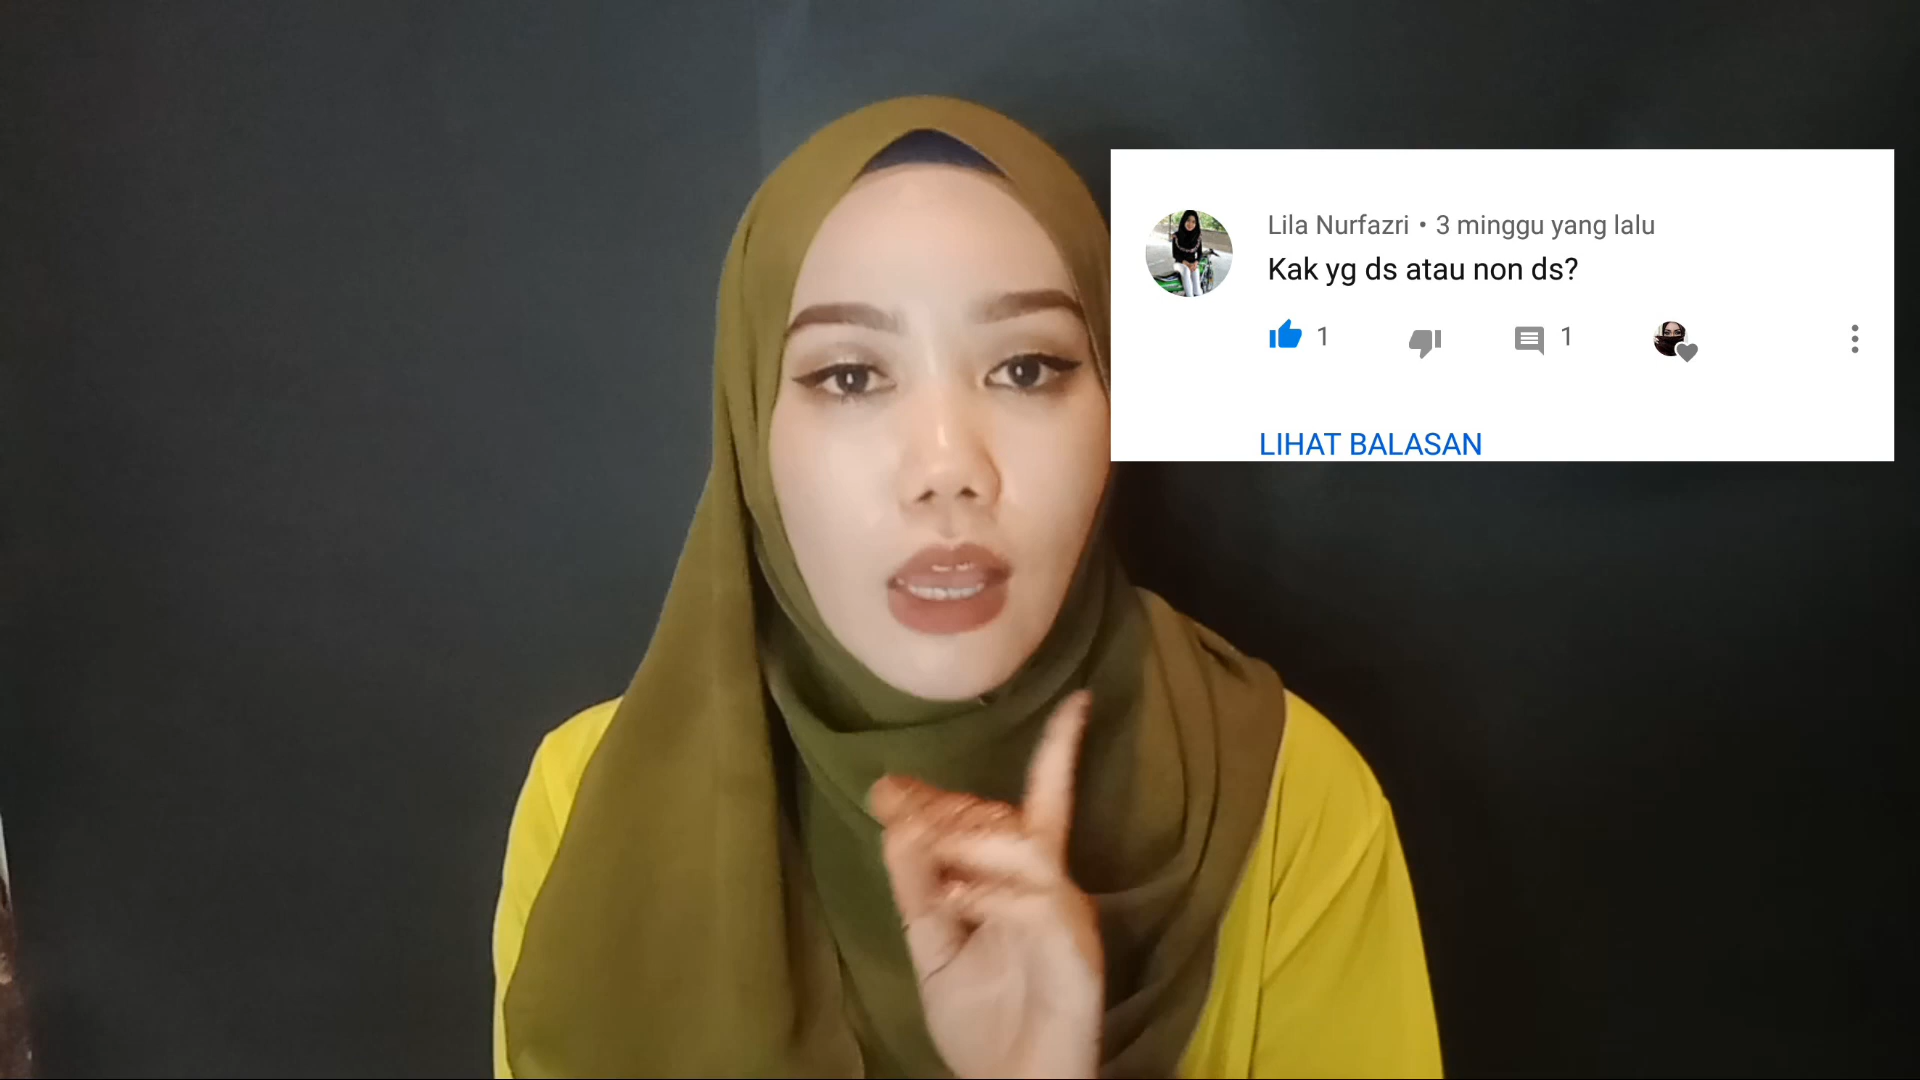 Lila Nurfazri • 3 minggu yang lalu
Kak yg ds atau non ds?
1 1
LIHAT BALASAN